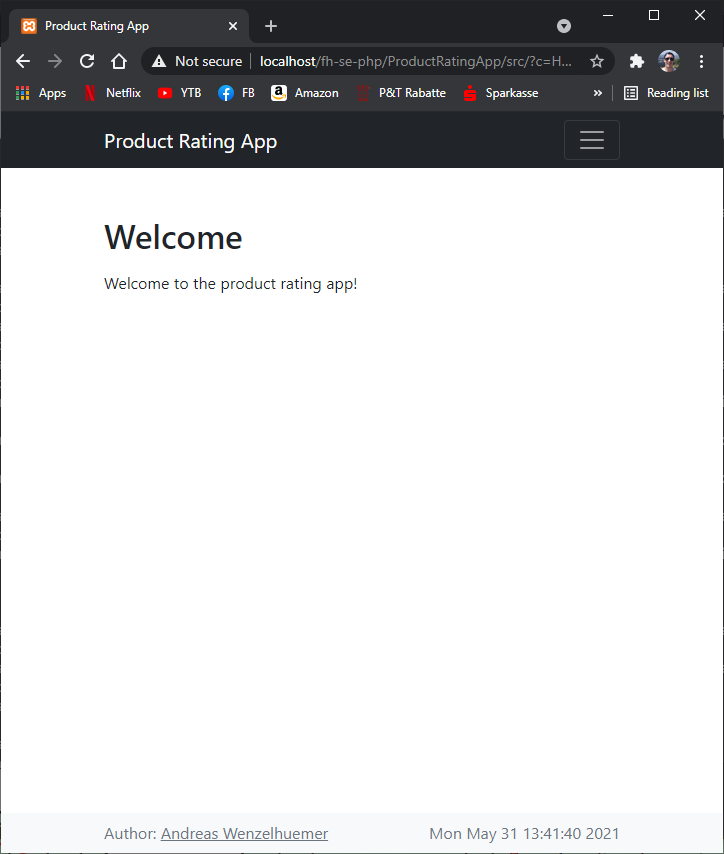 Product Rating App
Not secure localhost/fh-se-php/ProductRatingApp/src/?c=H...
Apps Netflix YTB FB Amazon P&T Rabatte Sparkasse » Reading list
Product Rating App
Welcome
Welcome to the product rating app!
Author: Andreas Wenzelhuemer Mon May 31 13:41:40 2021